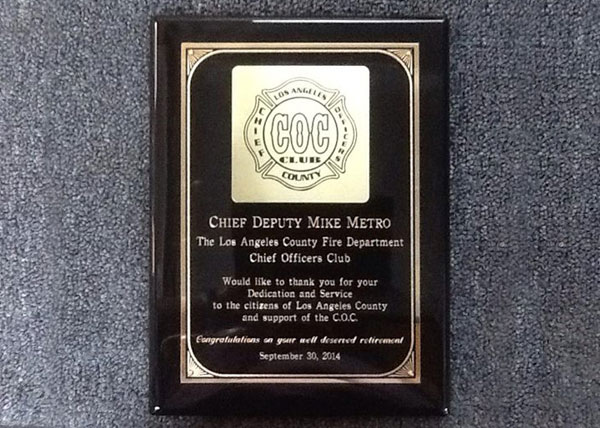 LOS ANGELES
CHIEF
OFFICERS
COC
CLUB
COUNTY
CHIEF DEPUTY MIKE METRO
The Los Angeles County Fire Department
Chief Officers Club
Would like to thank you for your
Dedication and Service
to the citizens of Los Angeles County
and support of the C.O.C.
Congratulations on your well deserved retirement
September 30, 2014